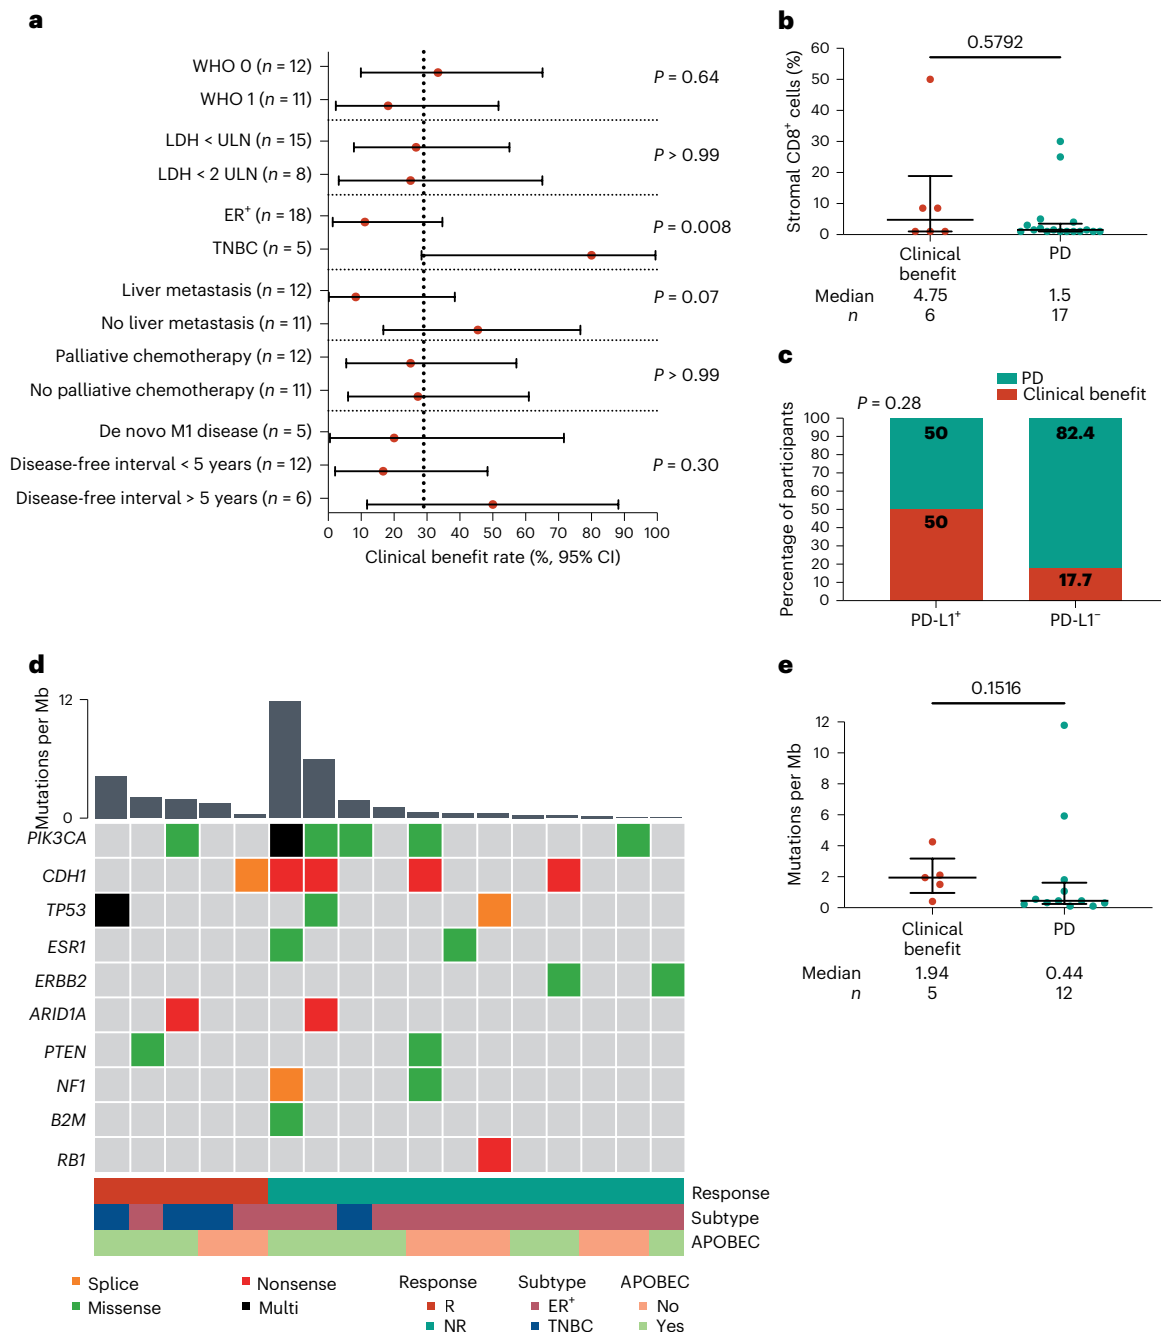 a
WHO 0 (n = 12)
WHO 1 (n = 11)
P = 0.64
LDH < ULN (n = 15)
LDH < 2 ULN (n = 8)
P > 0.99
ER+ (n = 18)
TNBC (n = 5)
P = 0.008
Liver metastasis (n = 12)
No liver metastasis (n = 11)
P = 0.07
Palliative chemotherapy (n = 12)
No palliative chemotherapy (n = 11)
P > 0.99
De novo M1 disease (n = 5)
Disease-free interval < 5 years (n = 12)
Disease-free interval > 5 years (n = 6)
P = 0.30
0 10 20 30 40 50 60 70 80 90 100
Clinical benefit rate (%, 95% CI)
b
0.5792
Stromal CD8+ cells (%)
60
50
40
30
20
10
0
Clinical benefit
PD
Median 4.75 1.5
n 6 17
c
PD
Clinical benefit
P = 0.28
Percentage of participants
100
90
80
70
60
50
40
30
20
10
0
50
50
82.4
17.7
PD-L1+
PD-L1−
d
Mutations per Mb
12
0
PIK3CA
CDH1
TP53
ESR1
ERBB2
ARID1A
PTEN
NF1
B2M
RB1
Response
Subtype
APOBEC
Splice
Missense
Nonsense
Multi
Response
R
NR
Subtype
ER+
TNBC
APOBEC
No
Yes
e
0.1516
Mutations per Mb
12
10
8
6
4
2
0
Clinical benefit
PD
Median 1.94 0.44
n 5 12